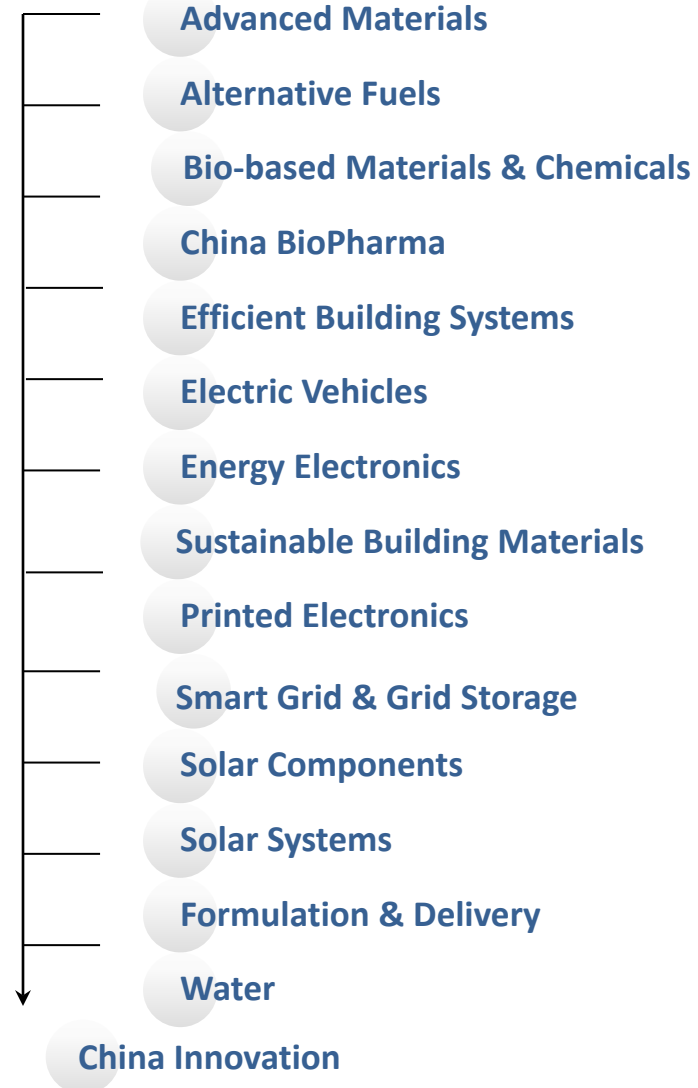 Advanced Materials
Alternative Fuels
Bio-based Materials & Chemicals
China BioPharma
Efficient Building Systems
Electric Vehicles
Energy Electronics
Sustainable Building Materials
Printed Electronics
Smart Grid & Grid Storage
Solar Components
Solar Systems
Formulation & Delivery
Water
China Innovation